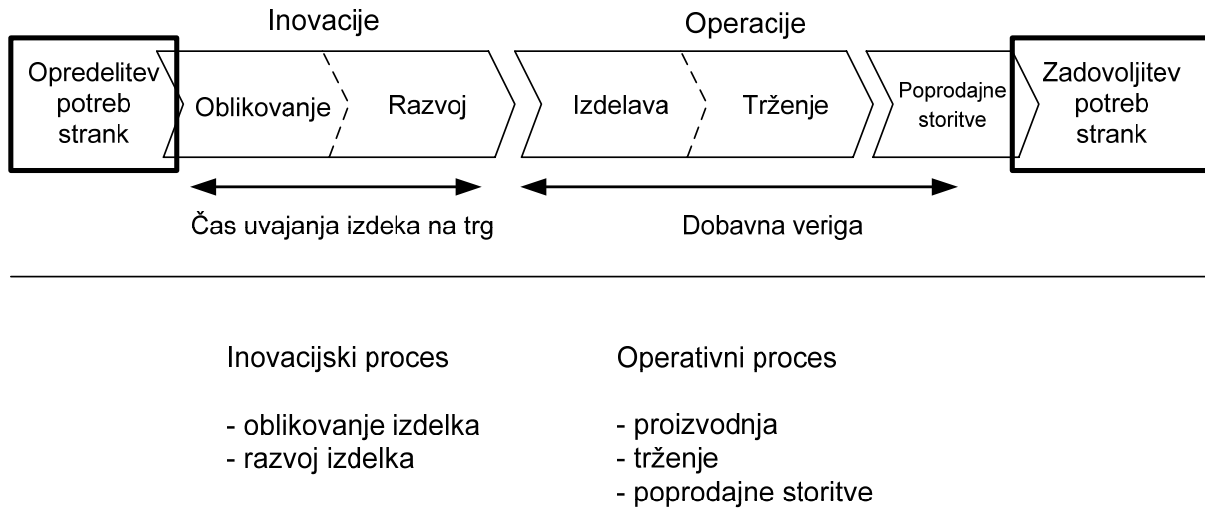 Inovacije
Operacije
Opredelitev
potreb
strank
Oblikovanje
Razvoj
Izdelava
Trženje
Poprodajne
storitve
Zadovoljitev
potreb
strank
Čas uvajanja izdeka na trg
Dobavna veriga
Inovacijski proces
- oblikovanje izdelka
- razvoj izdelka
Operativni proces
- proizvodnja
- trženje
- poprodajne storitve